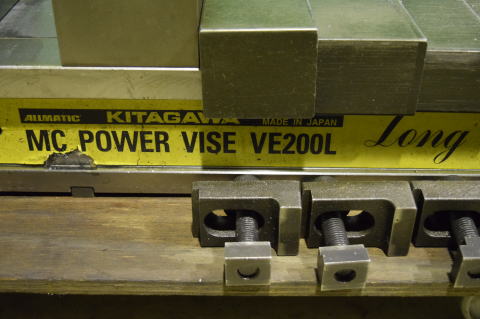 ALLMATIC KITAGAWA MADE IN JAPAN
MC POWER VISE VE200L Long